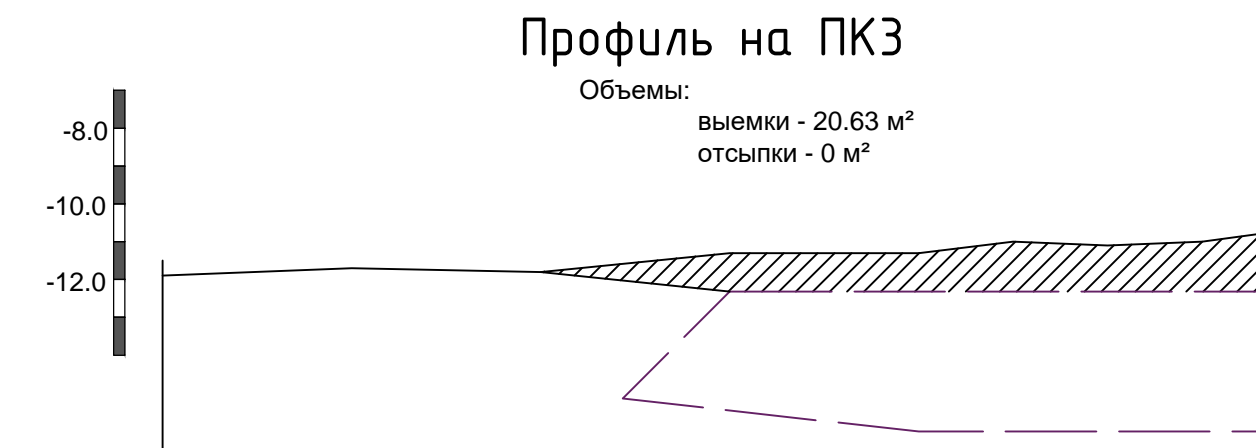 Профиль на ПК3
Объемы:
выемки - 20.63 м²
отсыпки - 0 м²
-8.0
-10.0
-12.0